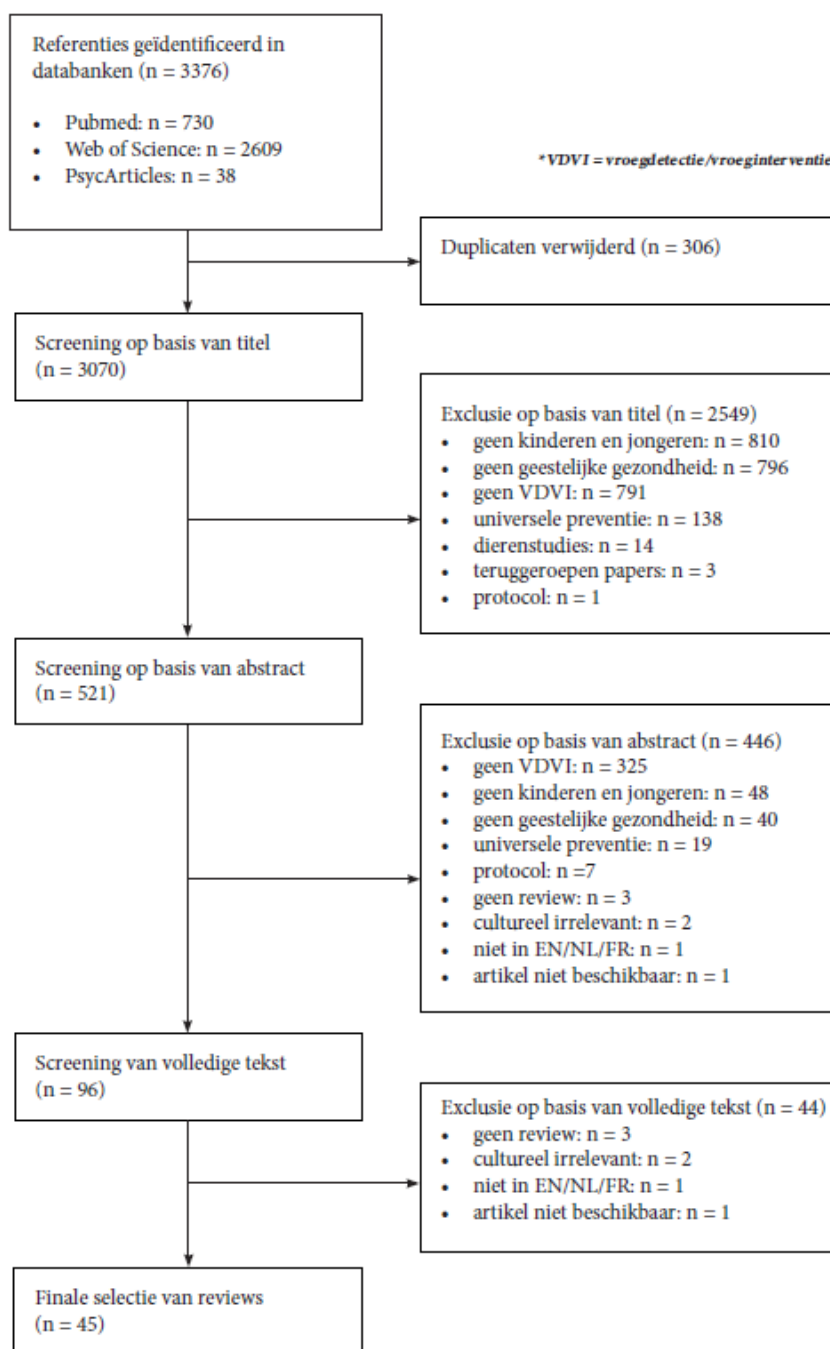 Referenties geïdentificeerd in
databanken (n = 3376)
• Pubmed: n = 730
• Web of Science: n = 2609
• PsycArticles: n = 38
*VDVI = vroegdetectie/vroeginterventie
Duplicaten verwijderd (n = 306)
Screening op basis van titel
(n = 3070)
Exclusie op basis van titel (n = 2549)
• geen kinderen en jongeren: n = 810
• geen geestelijke gezondheid: n = 796
• geen VDVI: n = 791
• universele preventie: n = 138
• dierenstudies: n = 14
• teruggeroepen papers: n = 3
• protocol: n = 1
Screening op basis van abstract
(n = 521)
Exclusie op basis van abstract (n = 446)
• geen VDVI: n = 325
• geen kinderen en jongeren: n = 48
• geen geestelijke gezondheid: n = 40
• universele preventie: n = 19
• protocol: n =7
• geen review: n = 3
• cultureel irrelevant: n = 2
• niet in EN/NL/FR: n = 1
• artikel niet beschikbaar: n = 1
Screening van volledige tekst
(n = 96)
Exclusie op basis van volledige tekst (n = 44)
• geen review: n = 3
• cultureel irrelevant: n = 2
• niet in EN/NL/FR: n = 1
• artikel niet beschikbaar: n = 1
Finale selectie van reviews
(n = 45)